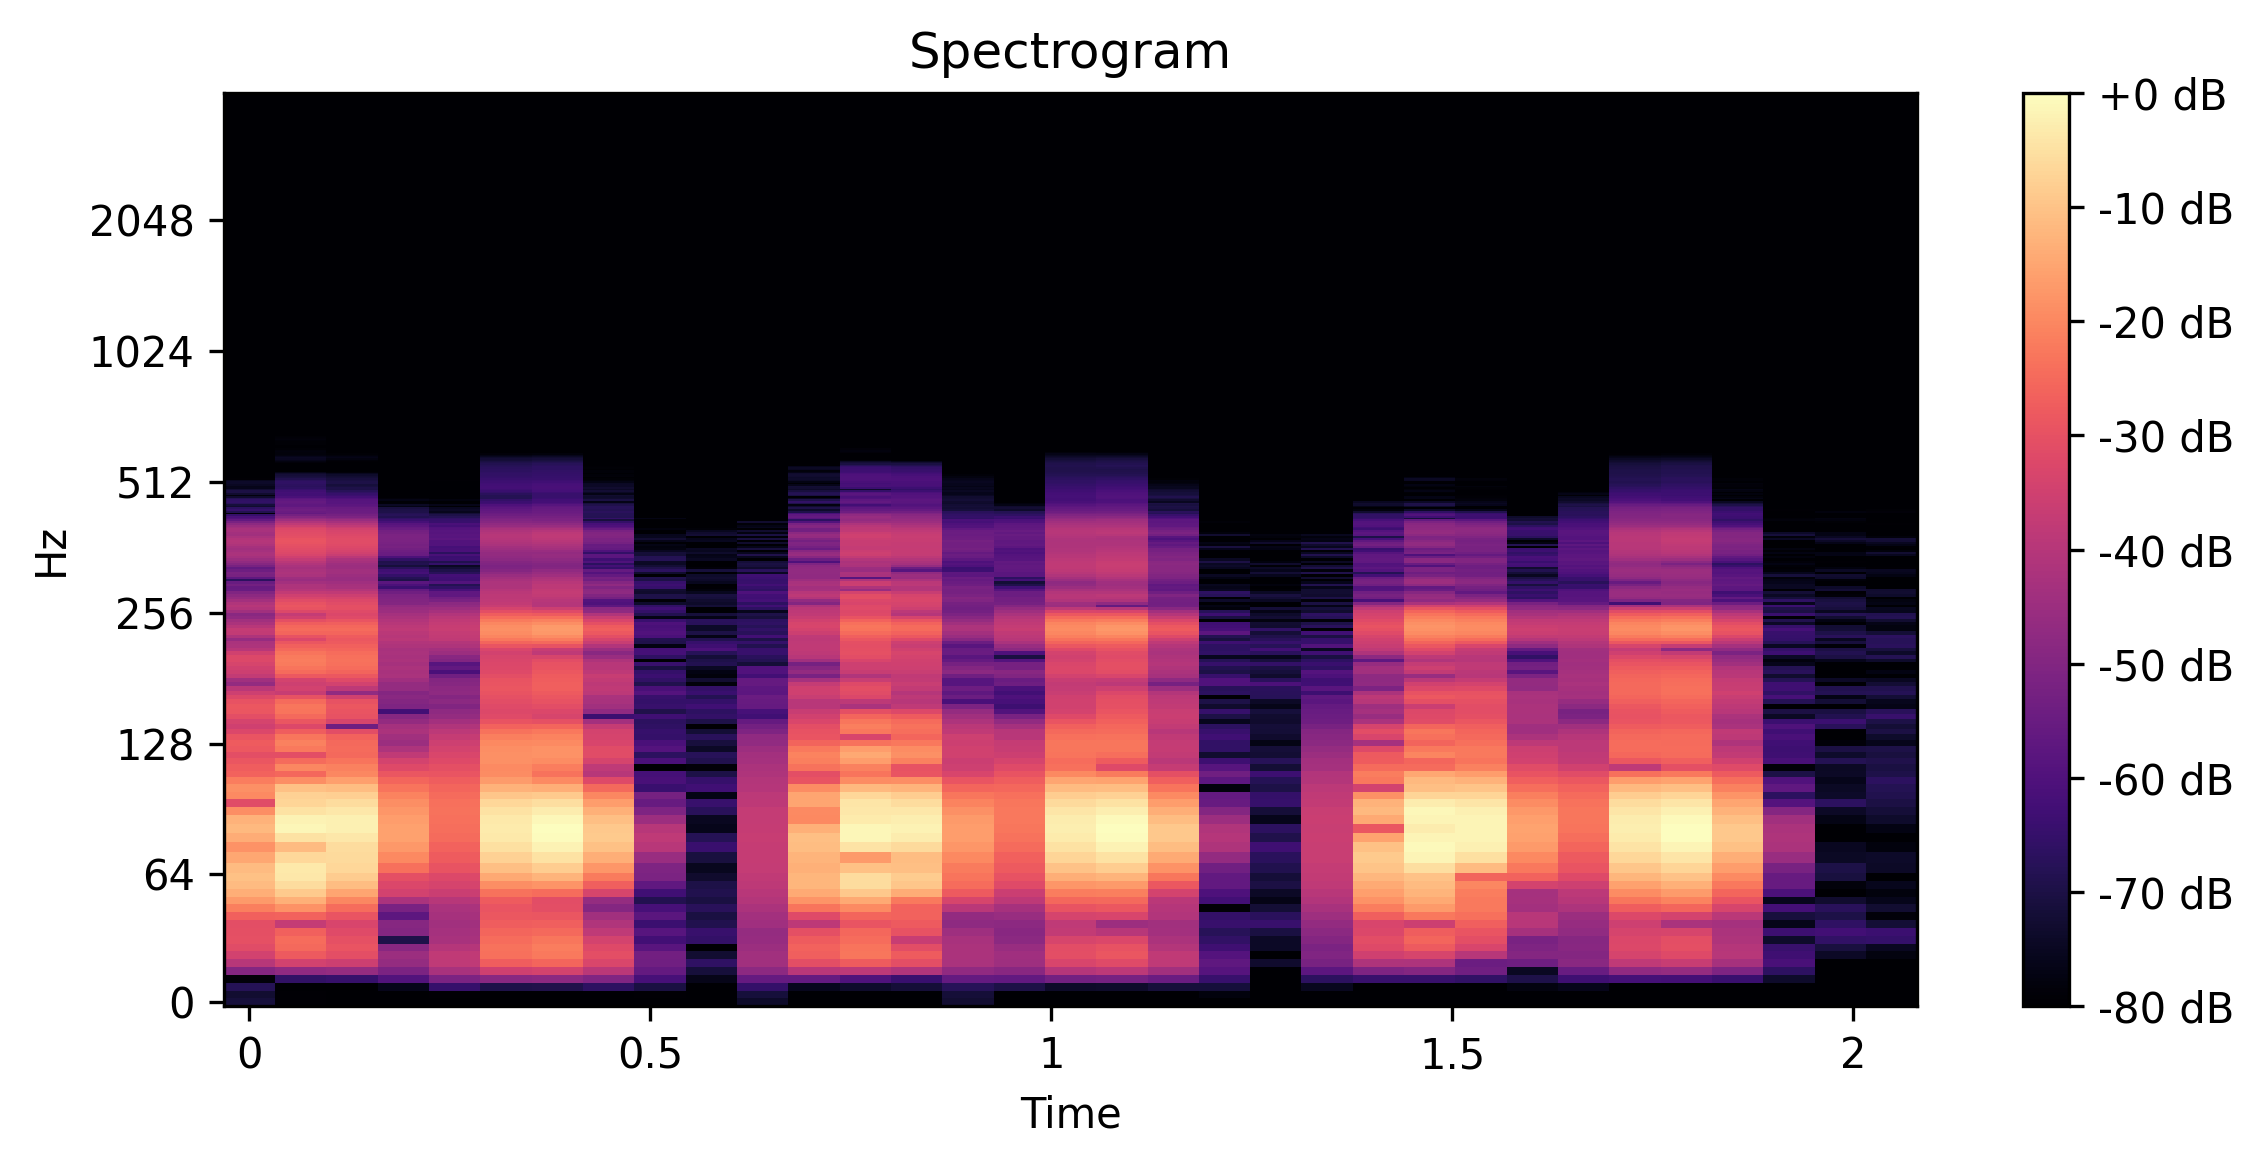 Spectrogram
Hz
2048
1024
512
256
128
64
0
0 0.5 1 1.5 2
Time
+0 dB
-10 dB
-20 dB
-30 dB
-40 dB
-50 dB
-60 dB
-70 dB
-80 dB